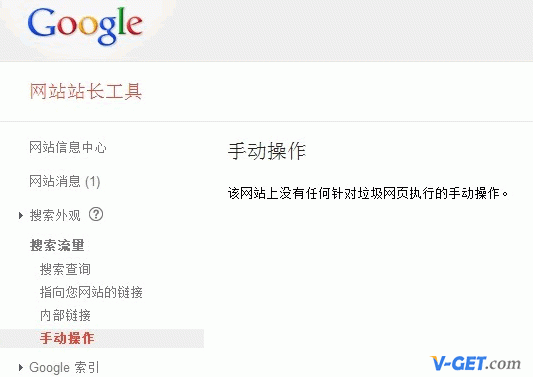 Google
网站站长工具
网站信息中心
网站消息 (1)
搜索外观 ?
搜索流量
搜索查询
指向您网站的链接
内部链接
手动操作
Google 索引
手动操作
该网站上没有任何针对垃圾网页执行的手动操作。
V-GET.com